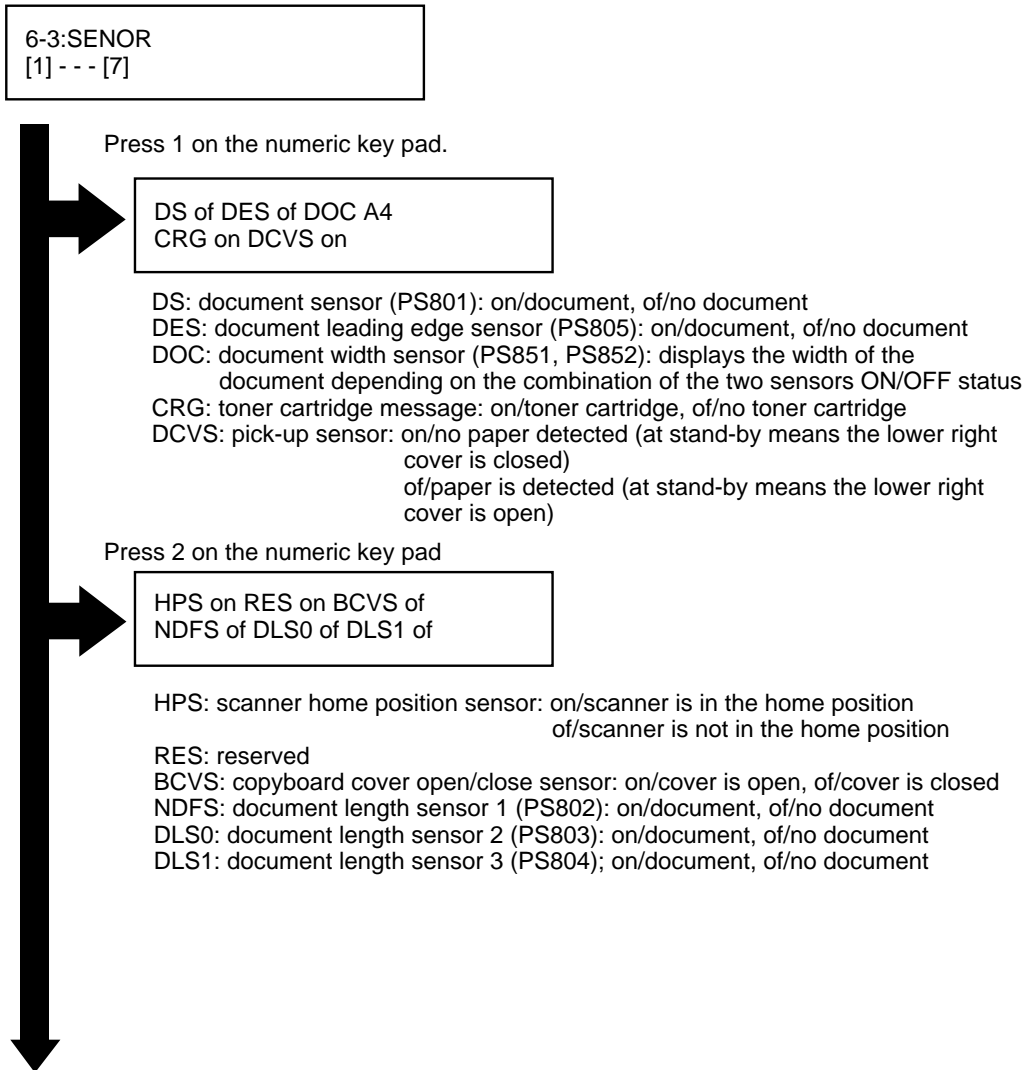 6-3:SENOR
[1] - - - [7]
Press 1 on the numeric key pad.
DS of DES of DOC A4
CRG on DCVS on
DS: document sensor (PS801): on/document, of/no document
DES: document leading edge sensor (PS805): on/document, of/no document
DOC: document width sensor (PS851, PS852): displays the width of the
document depending on the combination of the two sensors ON/OFF status
CRG: toner cartridge message: on/toner cartridge, of/no toner cartridge
DCVS: pick-up sensor: on/no paper detected (at stand-by means the lower right
cover is closed)
of/paper is detected (at stand-by means the lower right
cover is open)
Press 2 on the numeric key pad
HPS on RES on BCVS of
NDFS of DLS0 of DLS1 of
HPS: scanner home position sensor: on/scanner is in the home position
of/scanner is not in the home position
RES: reserved
BCVS: copyboard cover open/close sensor: on/cover is open, of/cover is closed
NDFS: document length sensor 1 (PS802): on/document, of/no document
DLS0: document length sensor 2 (PS803): on/document, of/no document
DLS1: document length sensor 3 (PS804); on/document, of/no document